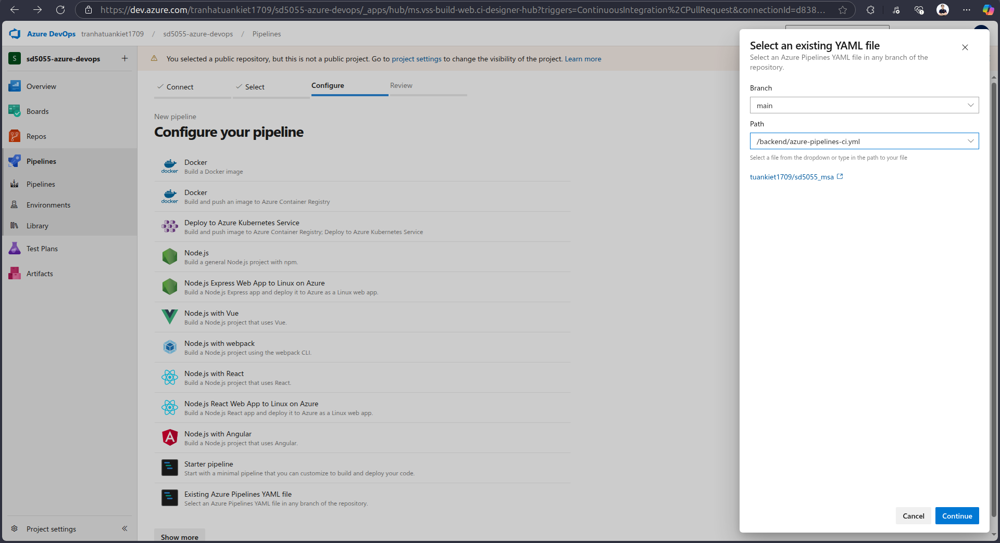 https://dev.azure.com/tranhatuankiet1709/sd5055-azure-devops/_apps/hub/ms.vss-build-web.ci-designer-hub?triggers=ContinuousIntegration%2CPullRequest&connectionId=d838...
Azure DevOps tranhatuankiet1709 / sd5055-azure-devops / Pipelines
S sd5055-azure-devops
Overview
Boards
Repos
Pipelines
Pipelines
Environments
Library
Test Plans
Artifacts
Project settings
You selected a public repository, but this is not a public project. Go to project settings to change the visibility of the project. Learn more
Connect Select Configure Review
New pipeline
Configure your pipeline
docker
Docker
Build a Docker image
docker
Docker
Build and push an image to Azure Container Registry
Deploy to Azure Kubernetes Service
Build and push image to Azure Container Registry; Deploy to Azure Kubernetes Service
Node.js
Build a general Node.js project with npm.
Node.js Express Web App to Linux on Azure
Build a Node.js Express app and deploy it to Azure as a Linux web app.
Node.js with Vue
Build a Node.js project that uses Vue.
Node.js with webpack
Build a Node.js project using the webpack CLI.
Node.js with React
Build a Node.js project that uses React.
Node.js React Web App to Linux on Azure
Build a Node.js React app and deploy it to Azure as a Linux web app.
Node.js with Angular
Build a Node.js project that uses Angular.
Starter pipeline
Start with a minimal pipeline that you can customize to build and deploy your code.
Existing Azure Pipelines YAML file
Select an Azure Pipelines YAML file in any branch of the repository.
Show more
Select an existing YAML file
Select an Azure Pipelines YAML file in any branch of the
repository.
Branch
main
Path
/backend/azure-pipelines-ci.yml
Select a file from the dropdown or type in the path to your file
tuankiet1709/sd5055_msa
Cancel
Continue